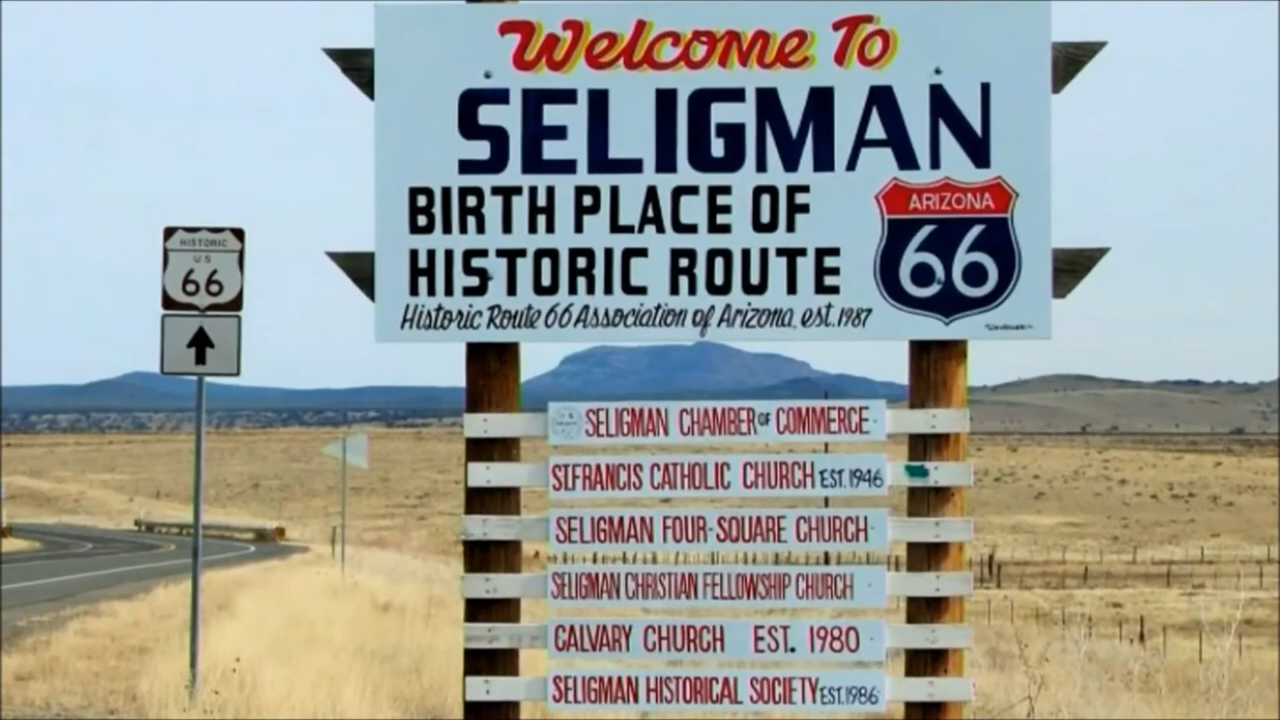 Welcome To
SELIGMAN
BIRTH PLACE OF
HISTORIC ROUTE
ARIZONA
66
Historic Route 66 Association of Arizona, est. 1987
HISTORIC
US
66
SELIGMAN CHAMBER OF COMMERCE
ST.FRANCIS CATHOLIC CHURCH EST. 1946
SELIGMAN FOUR-SQUARE CHURCH
SELIGMAN CHRISTIAN FELLOWSHIP CHURCH
CALVARY CHURCH EST. 1980
SELIGMAN HISTORICAL SOCIETY EST. 1986